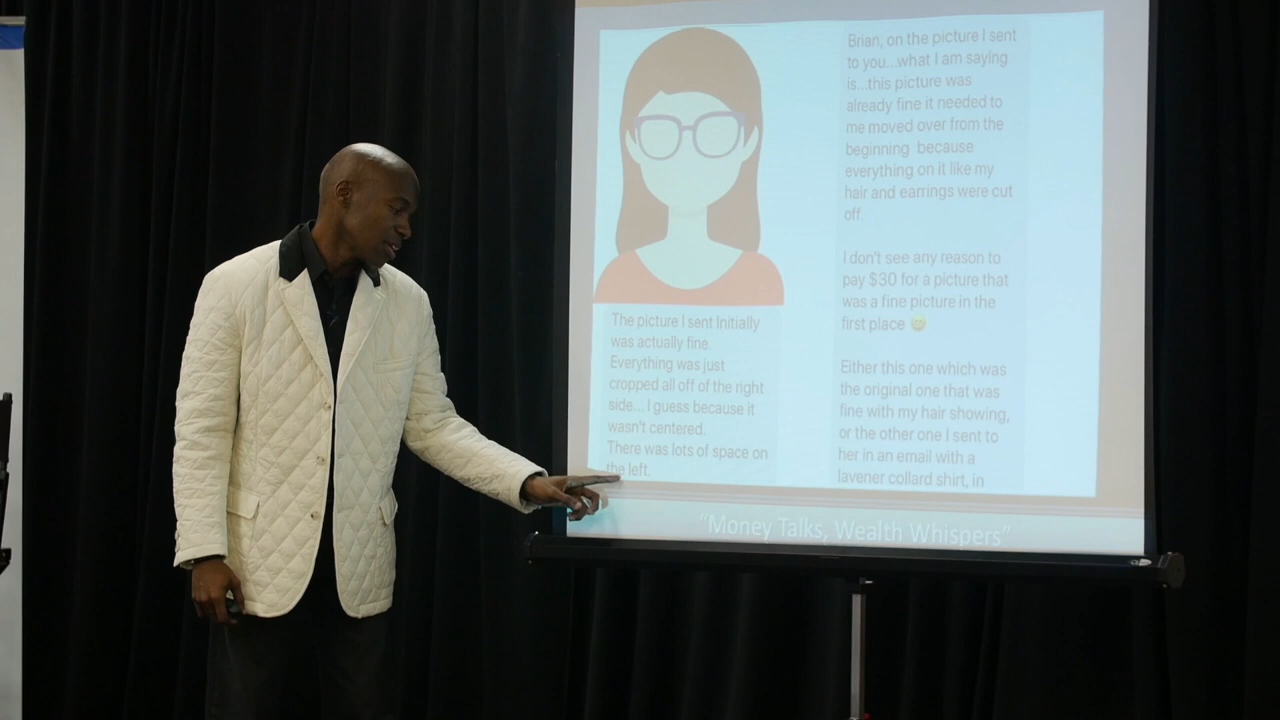 The picture I sent Initially
was actually fine.
Everything was just
cropped all off of the right
side... I guess because it
wasn't centered.
There was lots of space on
the left.
Brian, on the picture I sent
to you...what I am saying
is...this picture was
already fine it needed to
me moved over from the
beginning because
everything on it like my
hair and earrings were cut
off.
I don't see any reason to
pay $30 for a picture that
was a fine picture in the
first place 😄
Either this one which was
the original one that was
fine with my hair showing,
or the other one I sent to
her in an email with a
lavener collard shirt, in
"Money Talks, Wealth Whispers"